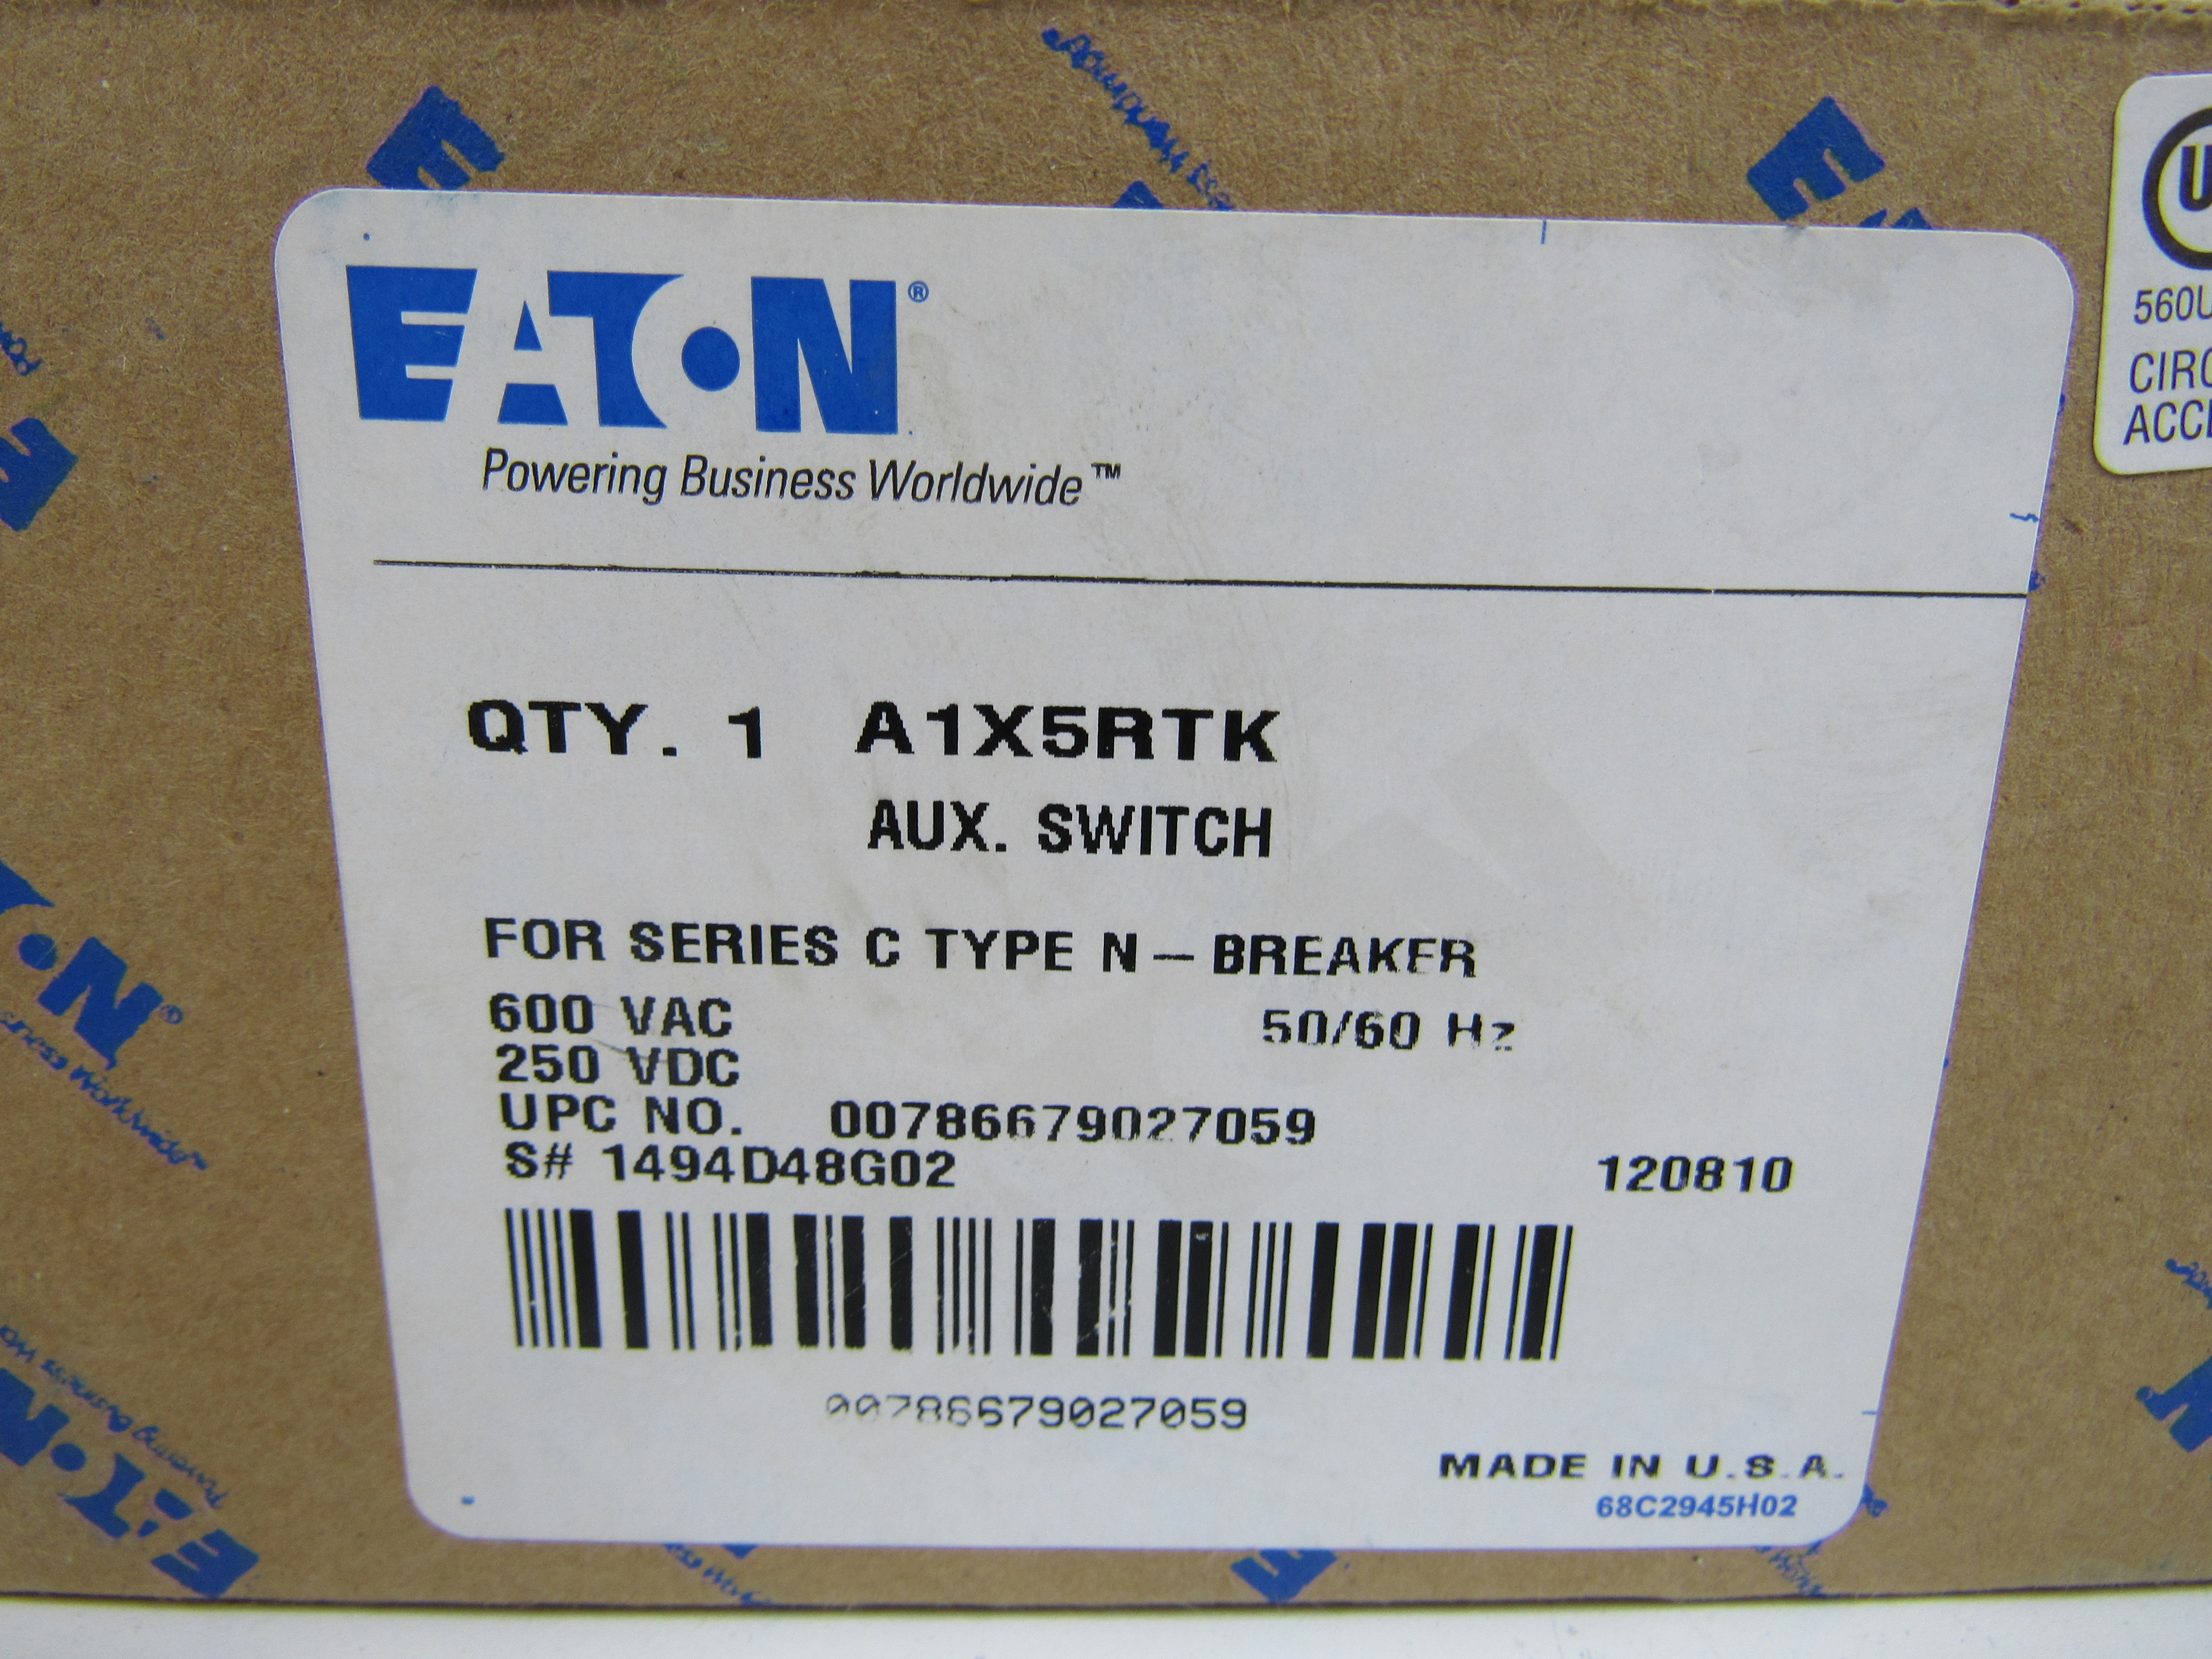 EATON®
Powering Business Worldwide™
QTY. 1 A1X5RTK
AUX. SWITCH
FOR SERIES C TYPE N-BREAKER
600 VAC 50/60 Hz
250 VDC
UPC NO. 00786679027059
S# 1494D48G02 120810
00786679027059
MADE IN U.S.A.
68C2945H02
560U
CIRC
ACCE